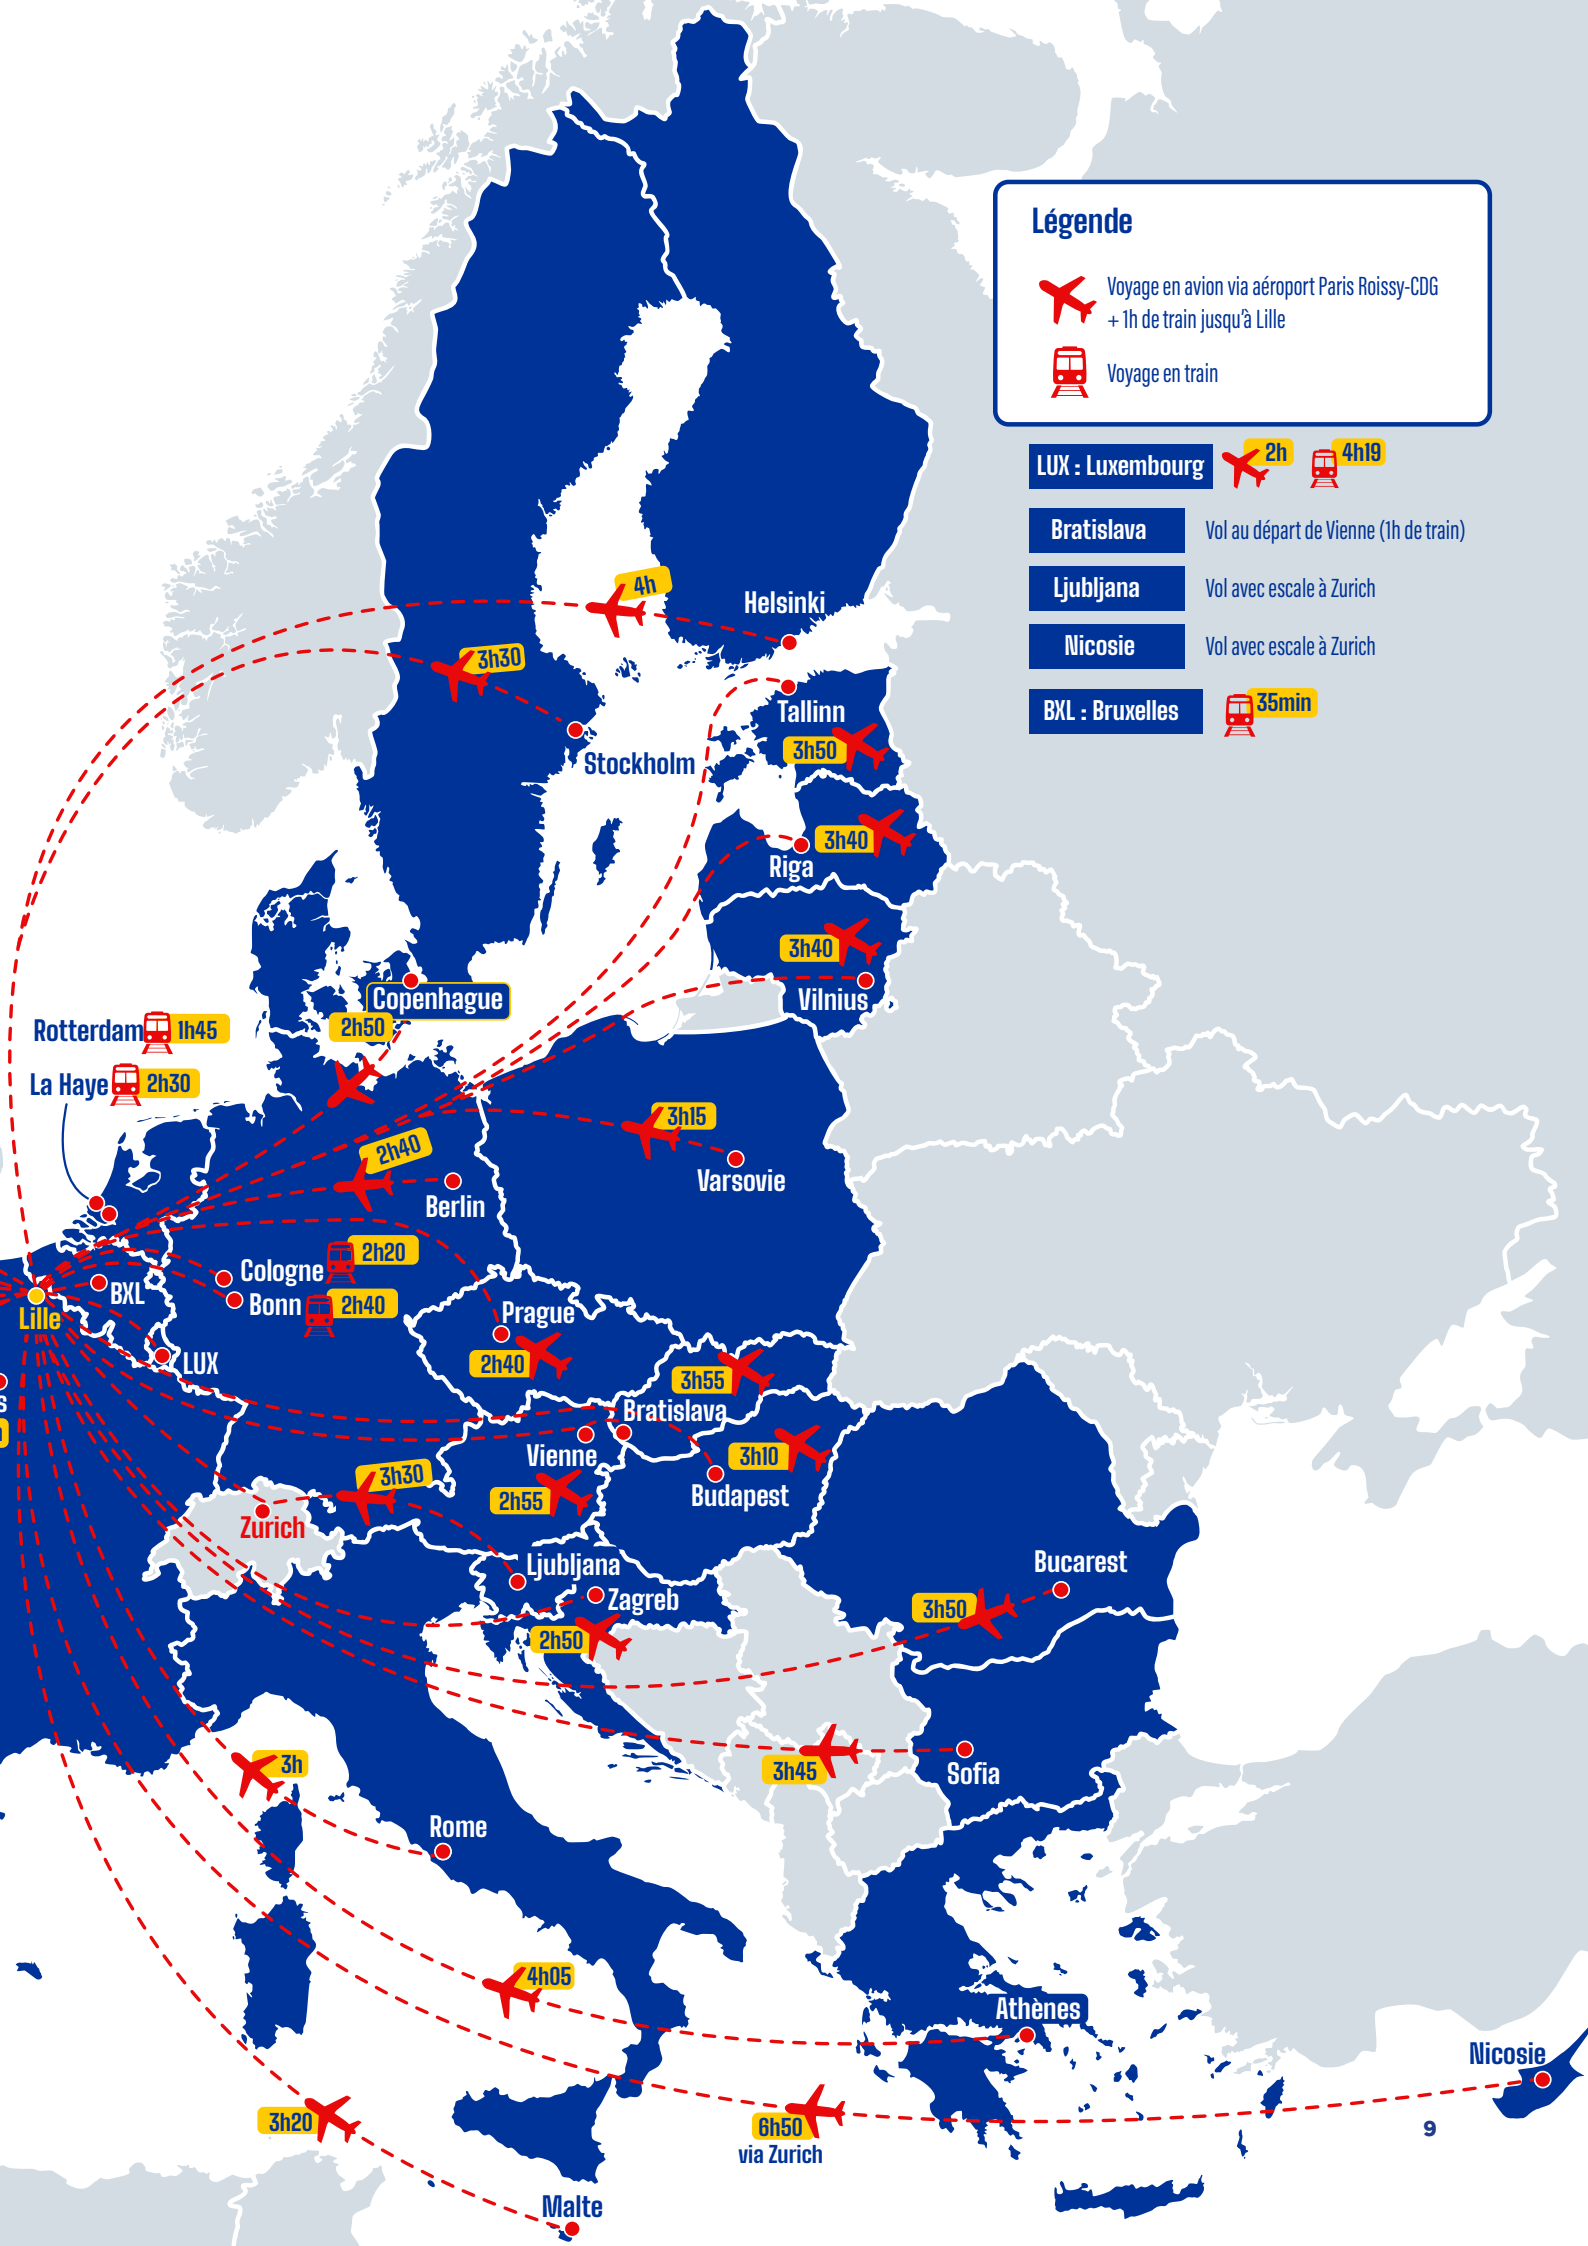 Légende
Voyage en avion via aéroport Paris Roissy-CDG
+ 1h de train jusqu'à Lille
Voyage en train
LUX : Luxembourg 2h 4h19
Bratislava Vol au départ de Vienne (1h de train)
Ljubljana Vol avec escale à Zurich
Nicosie Vol avec escale à Zurich
BXL : Bruxelles 35min
4h
Helsinki
3h30
Stockholm
Tallinn
3h50
3h40
Riga
3h40
Vilnius
Copenhague
2h50
Rotterdam 1h45
La Haye 2h30
3h15
Varsovie
2h40
Berlin
Cologne 2h20
Bonn 2h40
BXL
Lille
LUX
s
Prague
2h40
3h55
Bratislava
Vienne
2h55
3h10
Budapest
3h30
Zurich
Ljubljana
Zagreb
2h50
Bucarest
3h50
3h45
Sofia
3h
Rome
4h05
Athènes
Nicosie
6h50
via Zurich
3h20
Malte
9